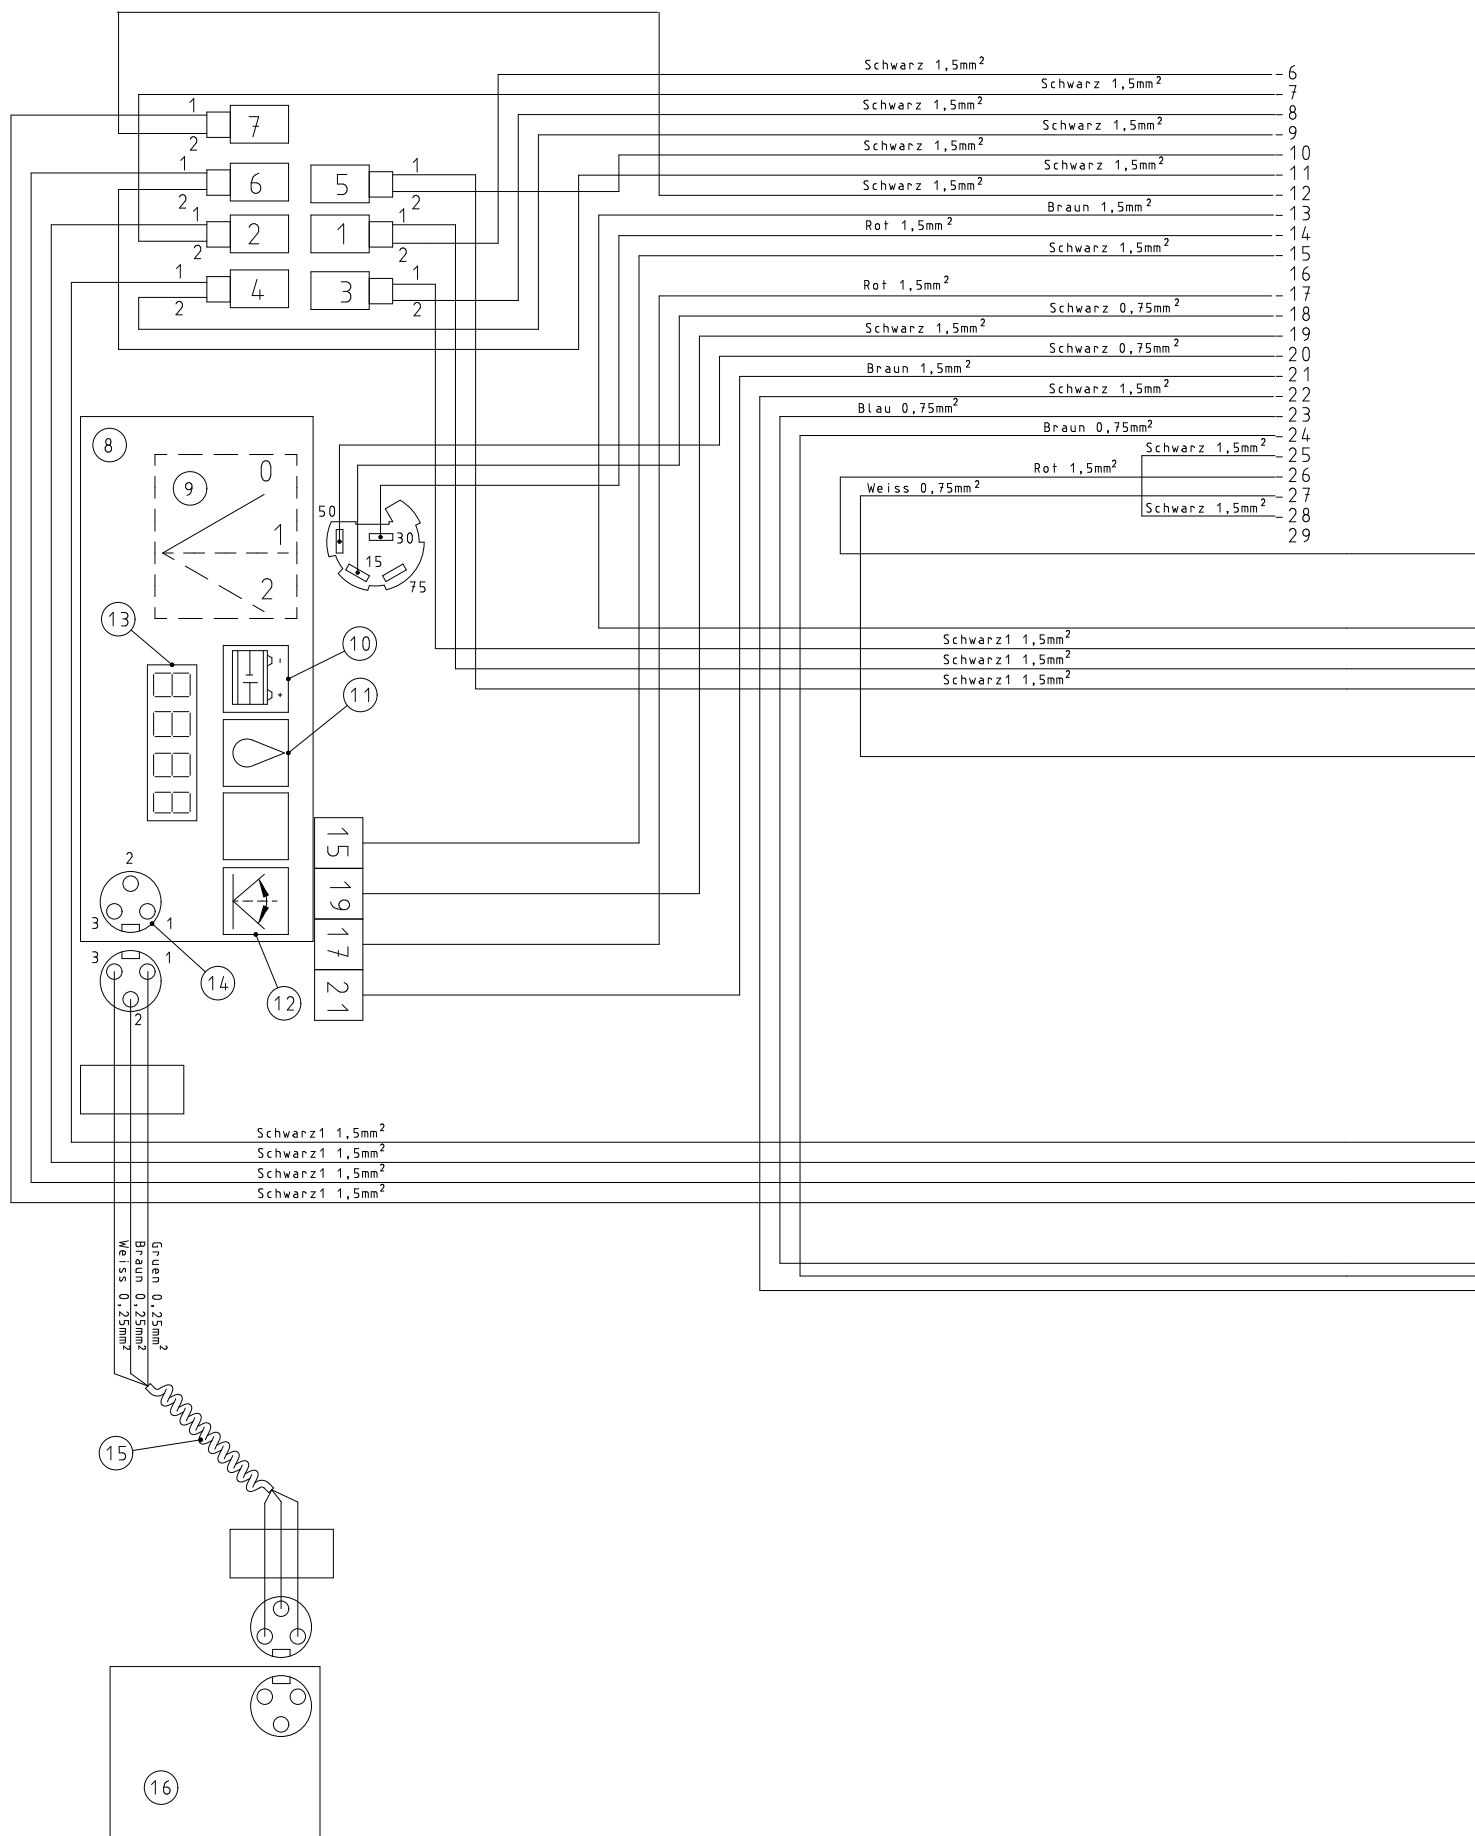 Schwarz 1,5mm² 6
Schwarz 1,5mm² 7
Schwarz 1,5mm² 8
Schwarz 1,5mm² 9
Schwarz 1,5mm² 10
Schwarz 1,5mm² 11
Schwarz 1,5mm² 12
Braun 1,5mm² 13
Rot 1,5mm² 14
Schwarz 1,5mm² 15
16
Rot 1,5mm² 17
Schwarz 0,75mm² 18
Schwarz 1,5mm² 19
Schwarz 0,75mm² 20
Braun 1,5mm² 21
Schwarz 1,5mm² 22
Blau 0,75mm² 23
Braun 0,75mm² 24
Schwarz 1,5mm² 25
Rot 1,5mm² 26
Weiss 0,75mm² 27
Schwarz 1,5mm² 28
29
1
7
2
1
6
2
1
5
2
1
2
2
1
1
2
1
4
2
1
3
2
8
9
0
1
2
50
30
15
75
13
10
- +
11
Schwarz1 1,5mm²
Schwarz1 1,5mm²
Schwarz1 1,5mm²
15
19
17
21
2
3 1
3 1
2
14
12
Schwarz1 1,5mm²
Schwarz1 1,5mm²
Schwarz1 1,5mm²
Schwarz1 1,5mm²
Gruen 0,25mm²
Braun 0,25mm²
Weiss 0,25mm²
15
16